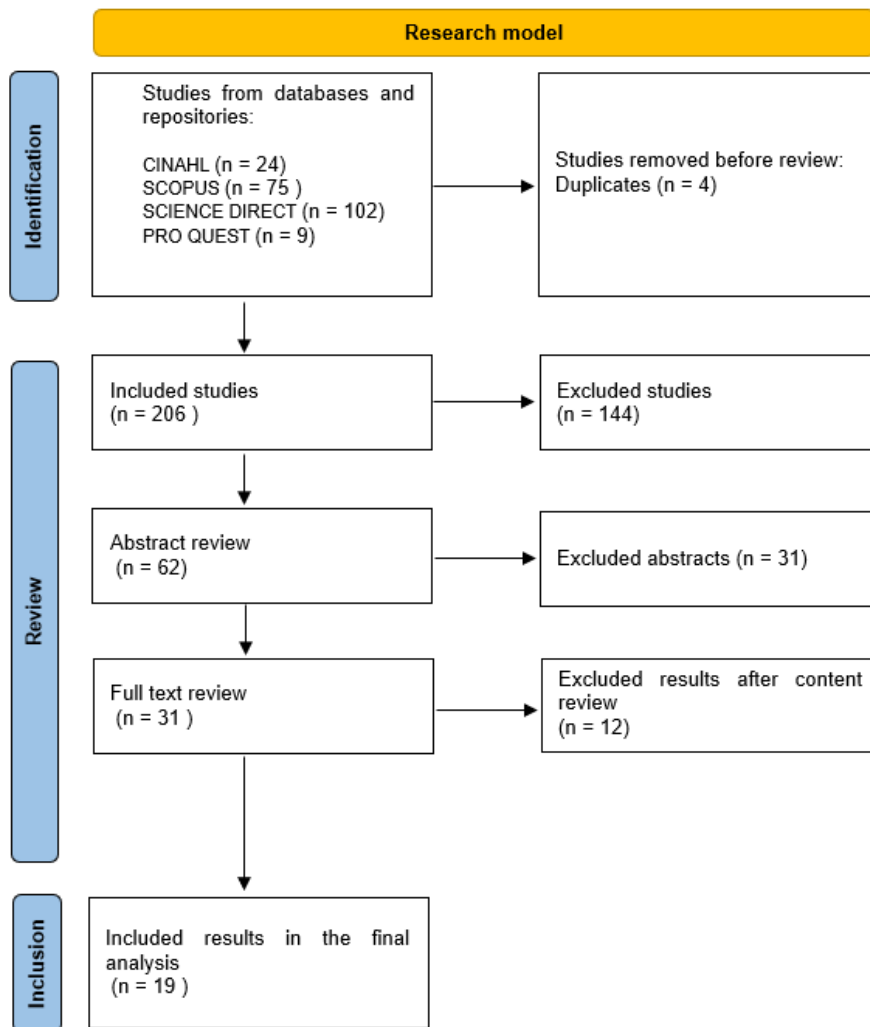 Research model
Identification
Studies from databases and
repositories:
CINAHL (n = 24)
SCOPUS (n = 75 )
SCIENCE DIRECT (n = 102)
PRO QUEST (n = 9)
Studies removed before review:
Duplicates (n = 4)
Review
Included studies
(n = 206 )
Excluded studies
(n = 144)
Abstract review
(n = 62)
Excluded abstracts (n = 31)
Full text review
(n = 31 )
Excluded results after content
review
(n = 12)
Inclusion
Included results in the final
analysis
(n = 19 )